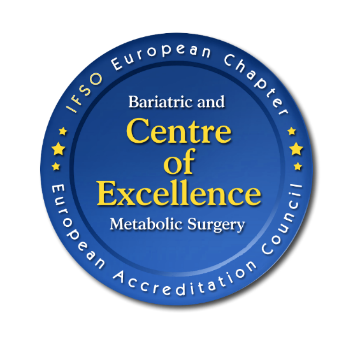 IFSO European Chapter
Bariatric and
Centre
of
Excellence
Metabolic Surgery
European Accreditation Council